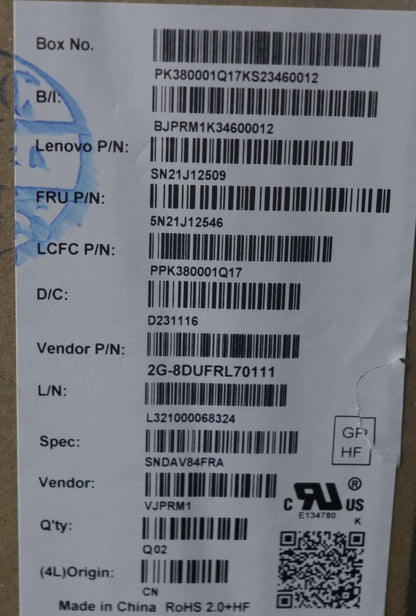 Box No.
PK380001Q17KS23460012
B/I:
BJPRM1K34600012
Lenovo P/N:
SN21J12509
FRU P/N:
5N21J12546
LCFC P/N:
PPK380001Q17
D/C:
D231116
Vendor P/N:
2G-8DUFRL70111
L/N:
L321000068324
Spec:
SNDAV84FRA
GP
HF
Vendor:
VJPRM1
C RU US ®
E134780
K
Q'ty:
Q02
(4L)Origin:
CN
Made in China RoHS 2.0+HF